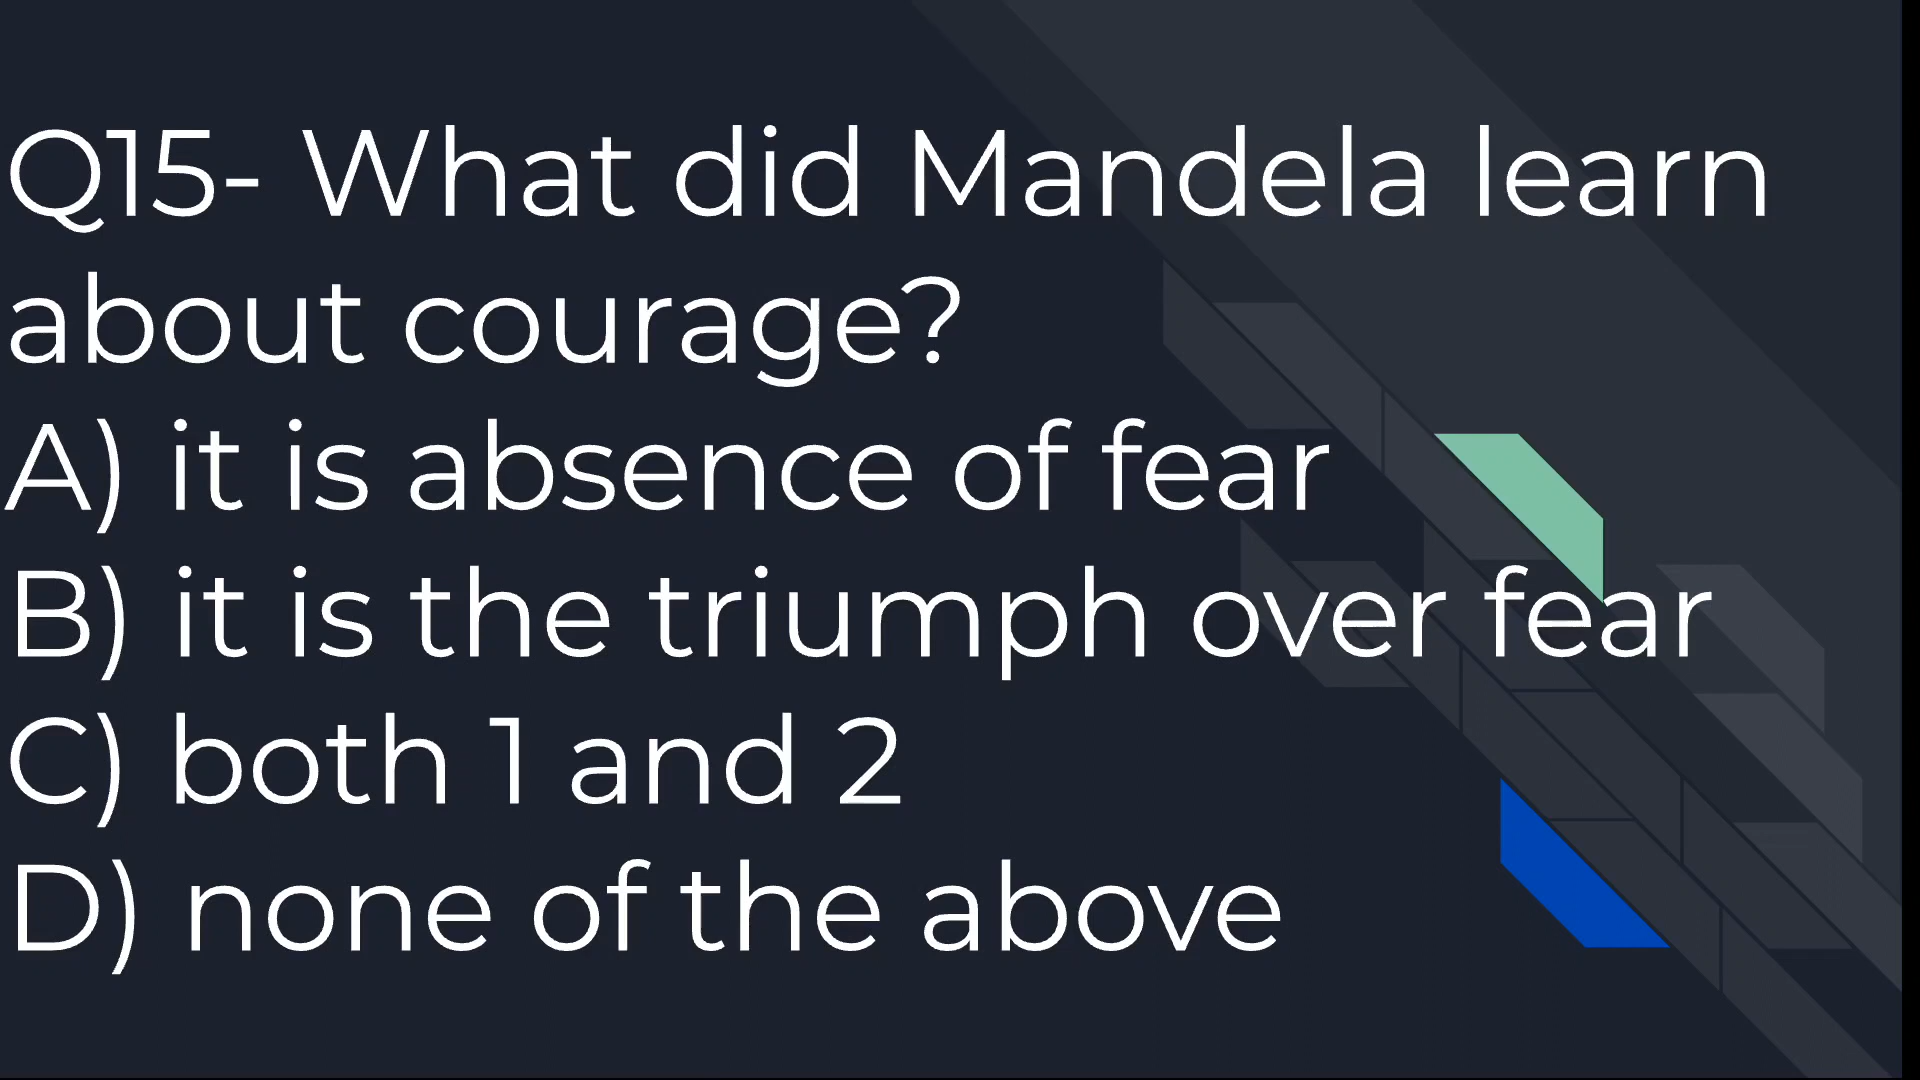 Q15- What did Mandela learn
about courage?
A) it is absence of fear
B) it is the triumph over fear
C) both 1 and 2
D) none of the above